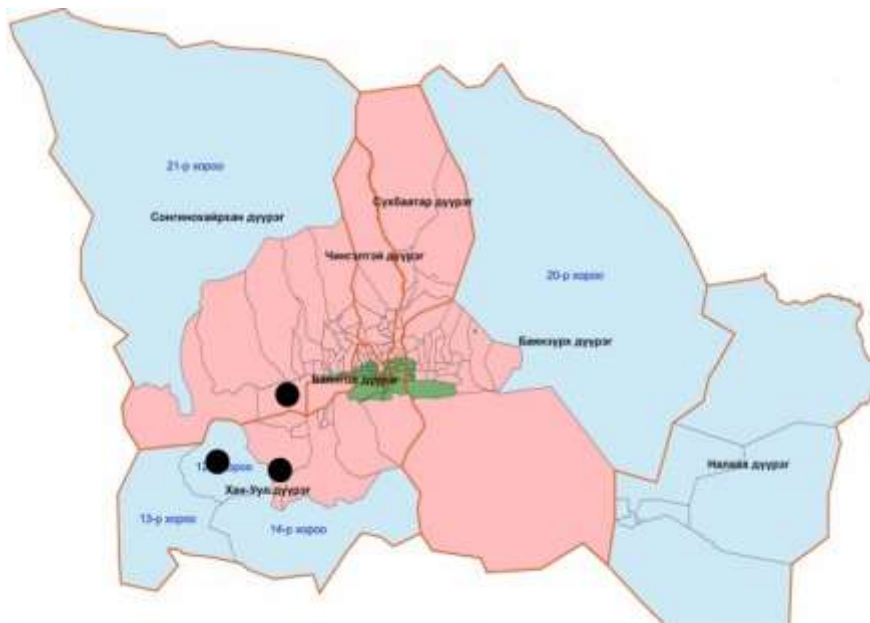 21-р хороо
Сүхбаатар дүүрэг
Сонгинохайрхан дүүрэг
Чингэлтэй дүүрэг
20-р хороо
Баянзүрх дүүрэг
Баянгол дүүрэг
Налайх дүүрэг
хороо
Хан-Уул дүүрэг
13-р хороо
14-р хороо